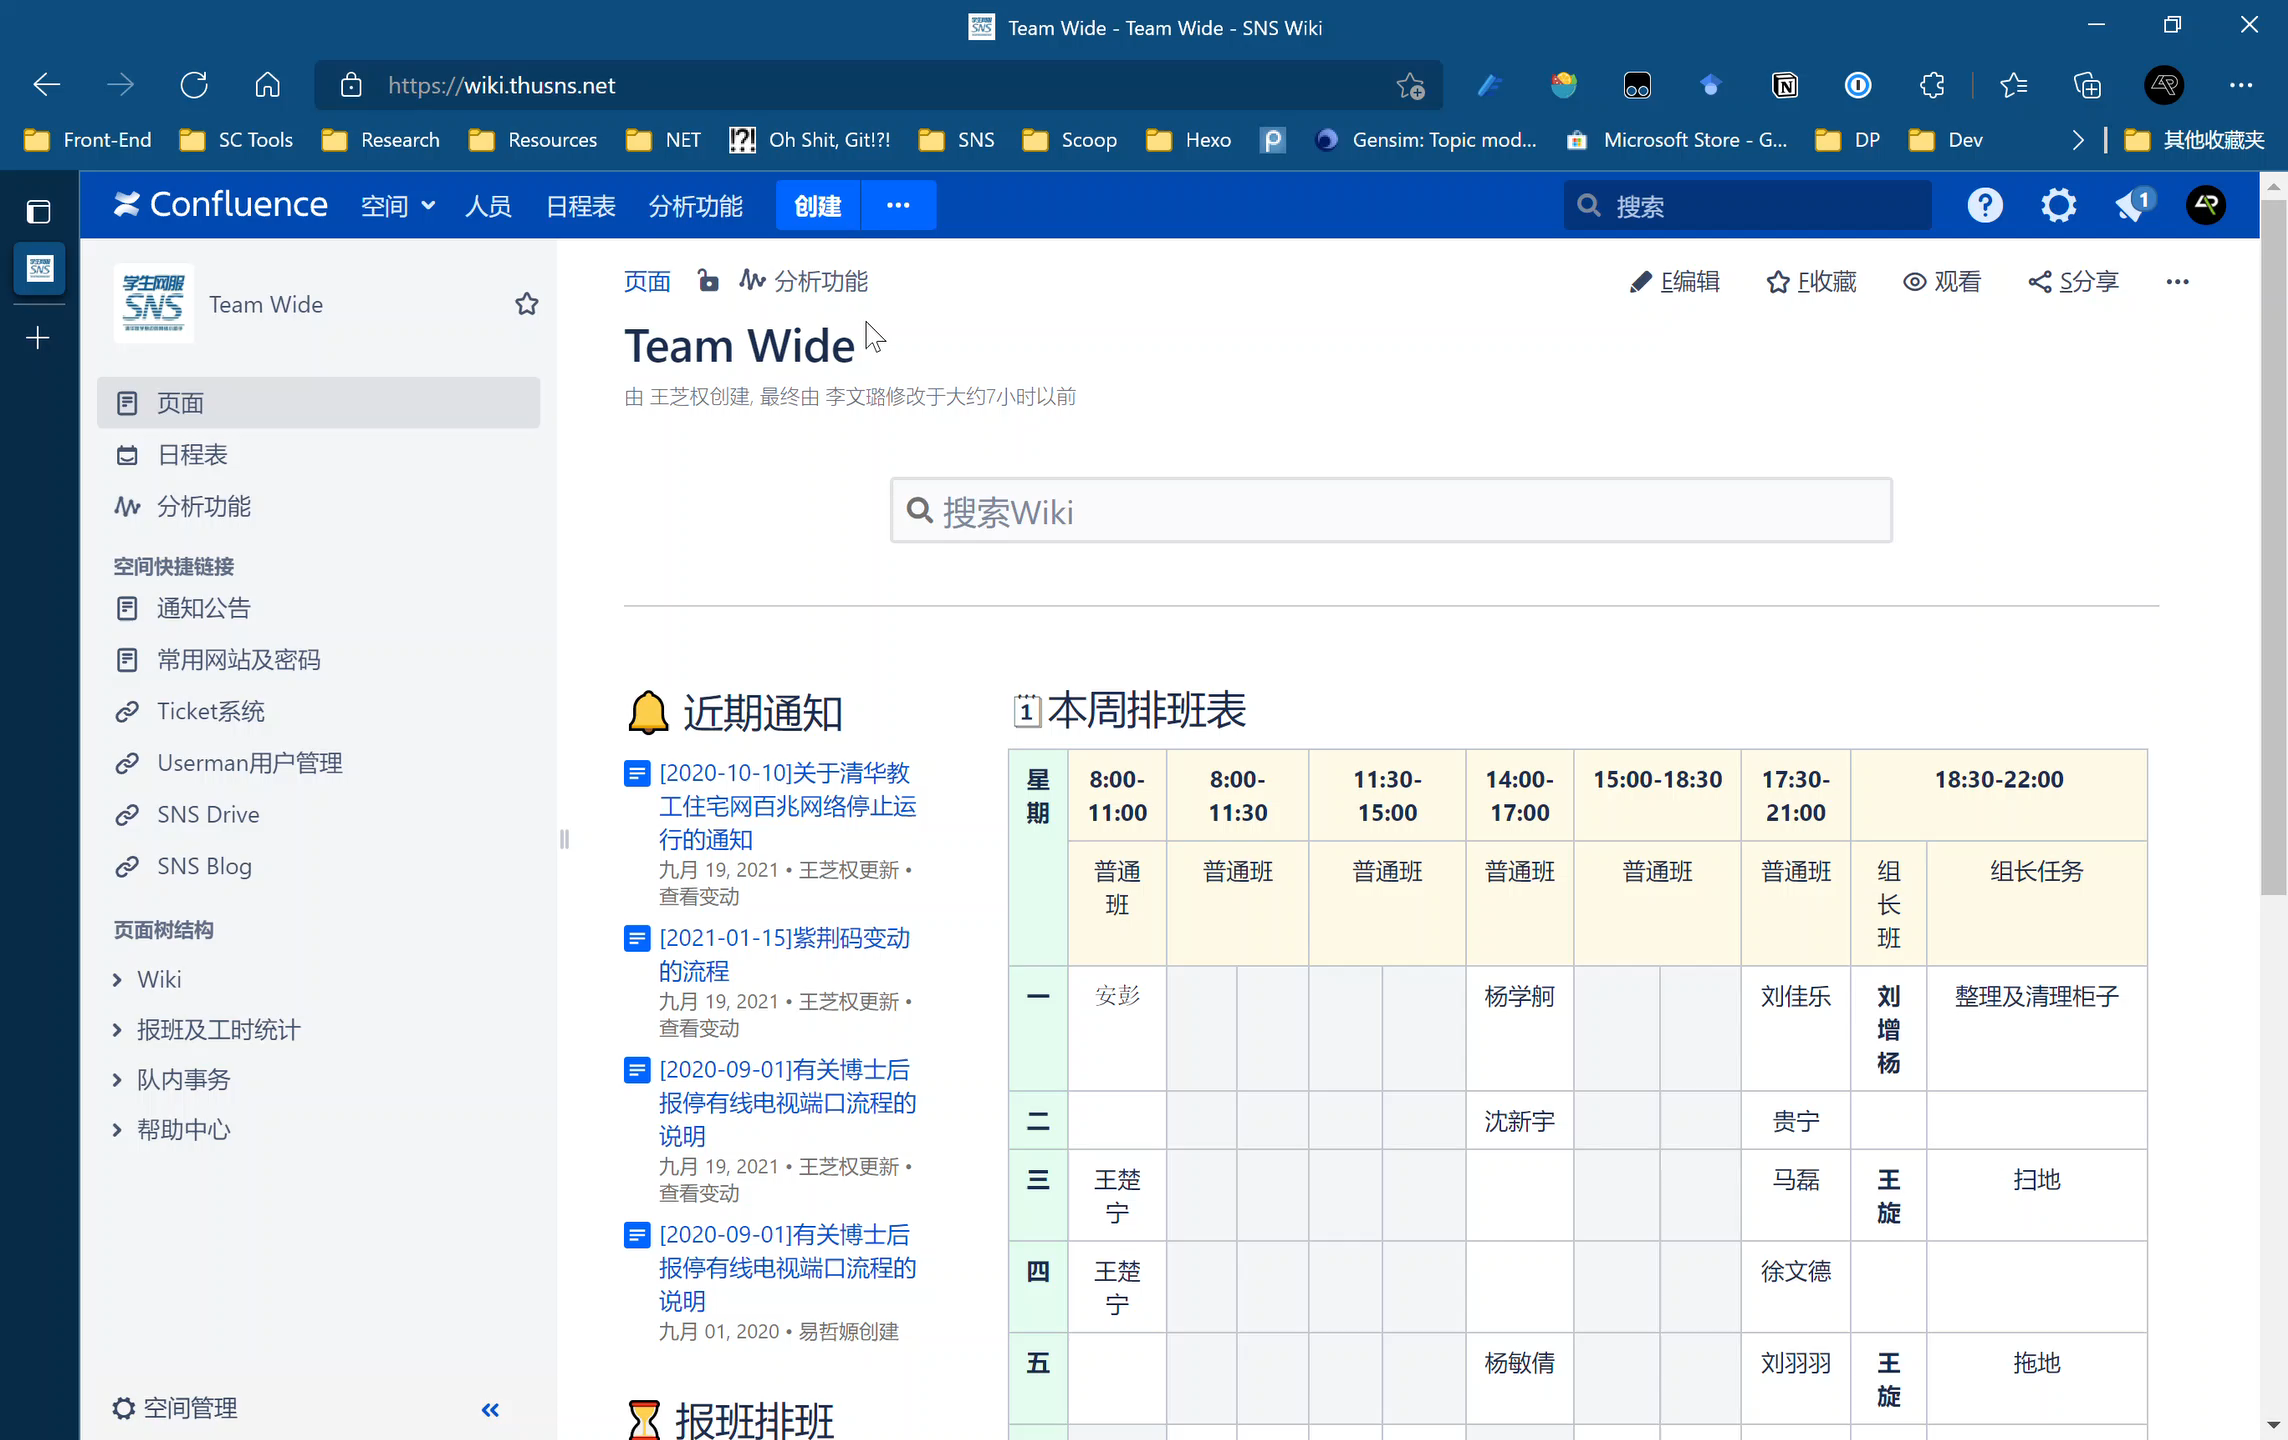 Team Wide - Team Wide - SNS Wiki
https://wiki.thusns.net
Front-End
SC Tools
Research
Resources
NET
Oh Shit, Git!?!
SNS
Scoop
Hexo
Gensim: Topic mod...
Microsoft Store - G...
DP
Dev
其他收藏夹
Confluence
空间
人员
日程表
分析功能
创建
搜索
1
学生网服
SNS
Team Wide
页面
日程表
分析功能
空间快捷链接
通知公告
常用网站及密码
Ticket系统
Userman用户管理
SNS Drive
SNS Blog
页面树结构
Wiki
报班及工时统计
队内事务
帮助中心
空间管理
页面
分析功能
E编辑
F收藏
观看
S分享
Team Wide
由 王芝权创建, 最终由 李文璐修改于大约7小时以前
搜索Wiki
近期通知
[2020-10-10]关于清华教
工住宅网百兆网络停止运
行的通知
九月 19, 2021 • 王芝权更新 •
查看变动
[2021-01-15]紫荆码变动
的流程
九月 19, 2021 • 王芝权更新 •
查看变动
[2020-09-01]有关博士后
报停有线电视端口流程的
说明
九月 19, 2021 • 王芝权更新 •
查看变动
[2020-09-01]有关博士后
报停有线电视端口流程的
说明
九月 01, 2020 • 易哲嫄创建
报班排班
本周排班表
星期 8:00-11:00 8:00-11:30 11:30-15:00 14:00-17:00 15:00-18:30 17:30-21:00 18:30-22:00
普通班 普通班 普通班 普通班 普通班 普通班 组长班 组长任务
一 安彭 杨学舸 刘佳乐 刘增杨 整理及清理柜子
二 沈新宇 贵宁
三 王楚宁 马磊 王旋 扫地
四 王楚宁 徐文德
五 杨敏倩 刘羽羽 王旋 拖地